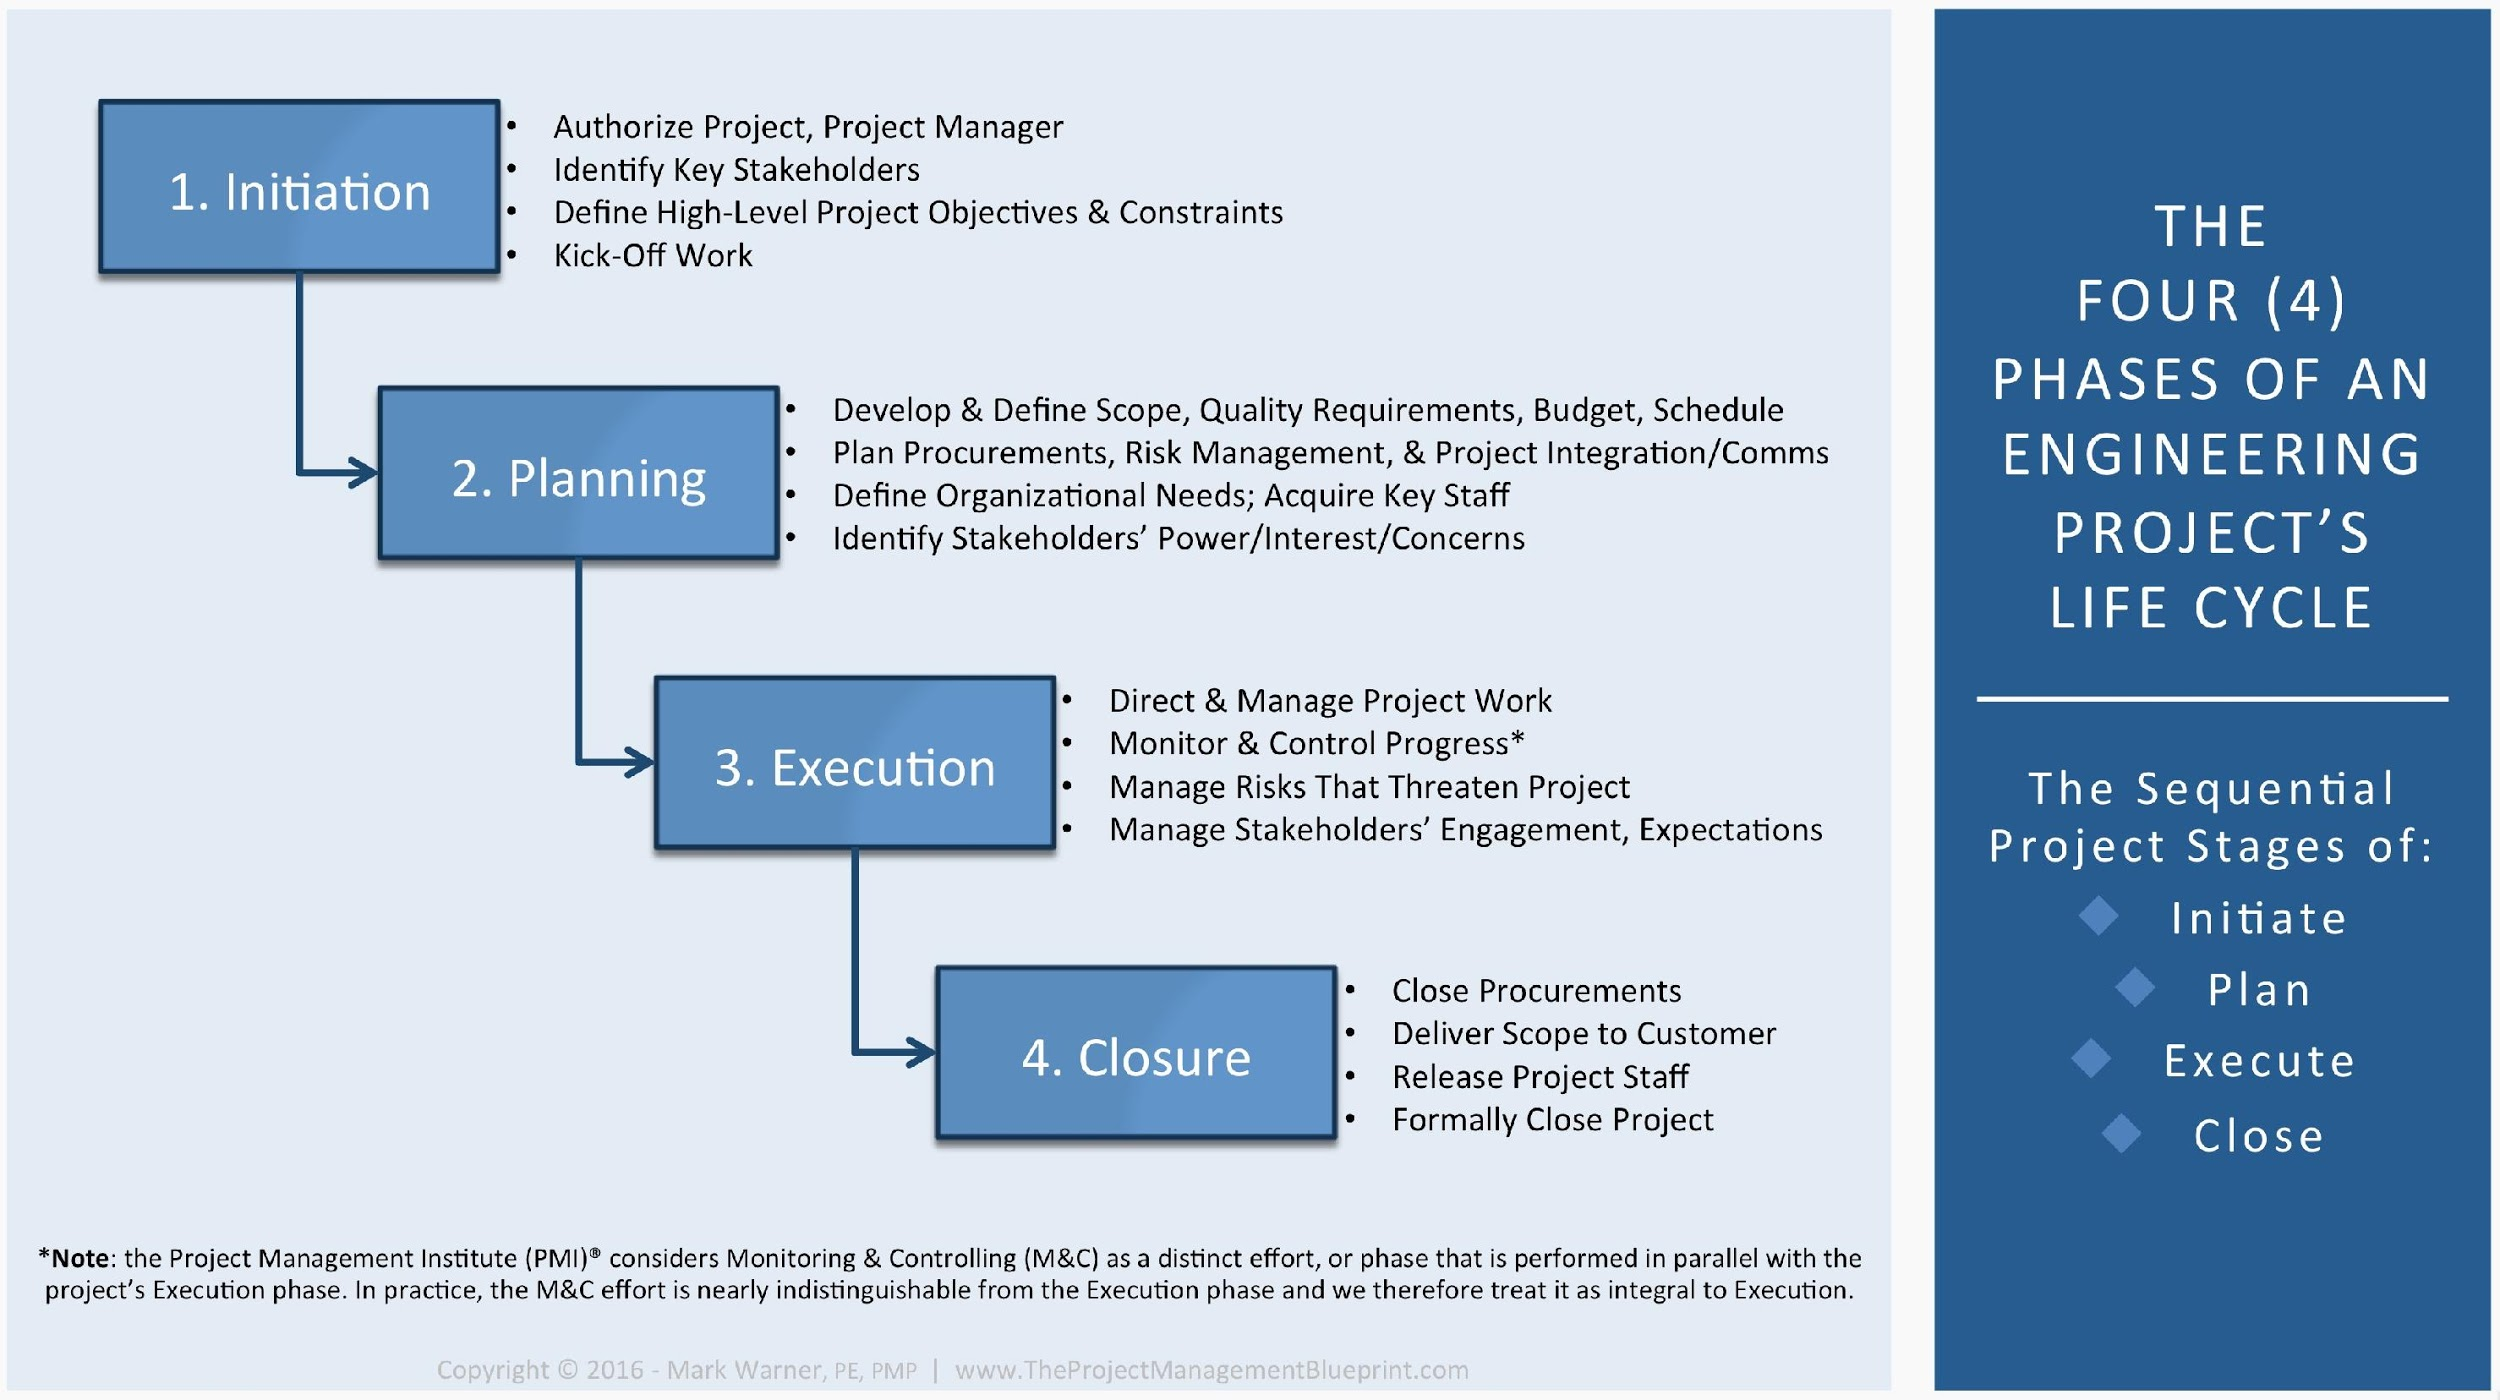 1. Initiation
• Authorize Project, Project Manager
• Identify Key Stakeholders
• Define High-Level Project Objectives & Constraints
• Kick-Off Work
2. Planning
• Develop & Define Scope, Quality Requirements, Budget, Schedule
• Plan Procurements, Risk Management, & Project Integration/Comms
• Define Organizational Needs; Acquire Key Staff
• Identify Stakeholders’ Power/Interest/Concerns
3. Execution
• Direct & Manage Project Work
• Monitor & Control Progress*
• Manage Risks That Threaten Project
• Manage Stakeholders’ Engagement, Expectations
4. Closure
• Close Procurements
• Deliver Scope to Customer
• Release Project Staff
• Formally Close Project
*Note: the Project Management Institute (PMI)® considers Monitoring & Controlling (M&C) as a distinct effort, or phase that is performed in parallel with the
project’s Execution phase. In practice, the M&C effort is nearly indistinguishable from the Execution phase and we therefore treat it as integral to Execution.
Copyright © 2016 - Mark Warner, PE, PMP | www.TheProjectManagementBlueprint.com
THE
FOUR (4)
PHASES OF AN
ENGINEERING
PROJECT’S
LIFE CYCLE
The Sequential
Project Stages of:
Initiate
Plan
Execute
Close